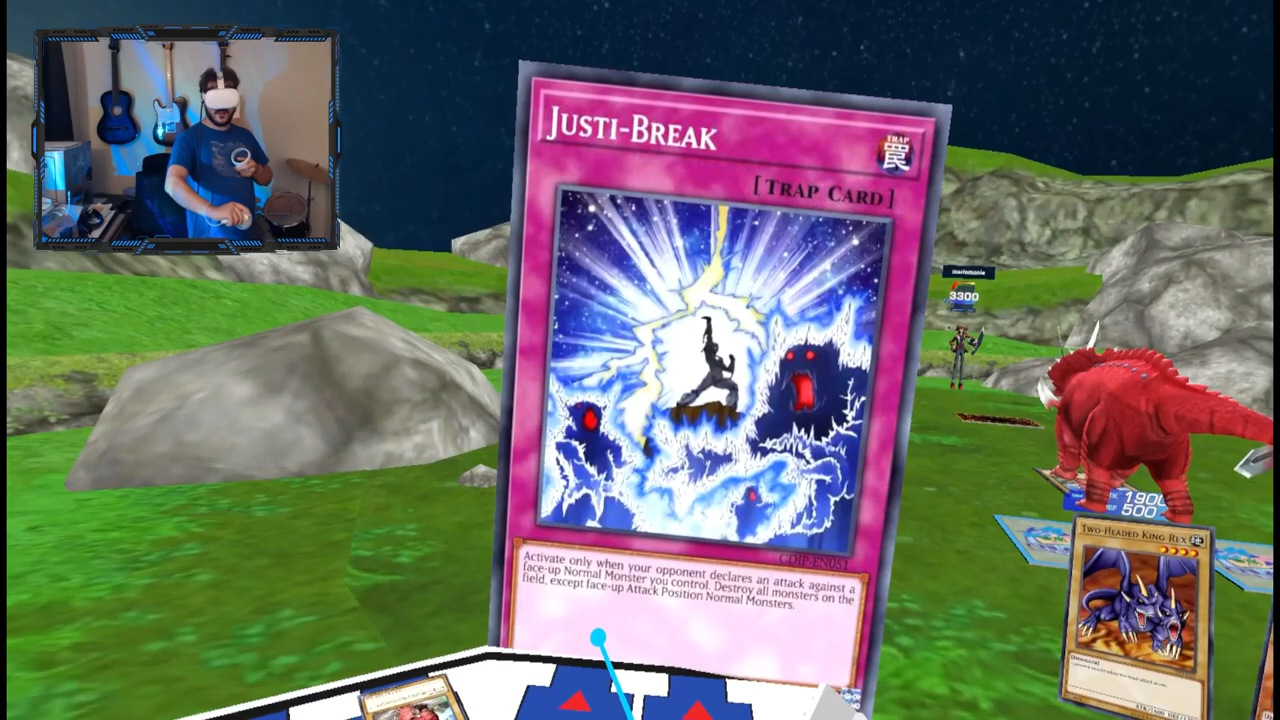 JUSTI-BREAK
TRAP
罠
[TRAP CARD]
CDIP-EN051
Activate only when your opponent declares an attack against a
face-up Normal Monster you control. Destroy all monsters on the
field, except face-up Attack Position Normal Monsters.
3300
1900
500
TWO-HEADED KING REX